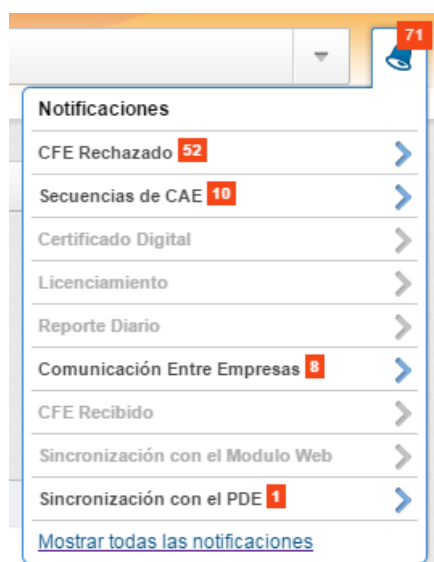 71
Notificaciones
CFE Rechazado 52
Secuencias de CAE 10
Certificado Digital
Licenciamiento
Reporte Diario
Comunicación Entre Empresas 8
CFE Recibido
Sincronización con el Modulo Web
Sincronización con el PDE 1
Mostrar todas las notificaciones